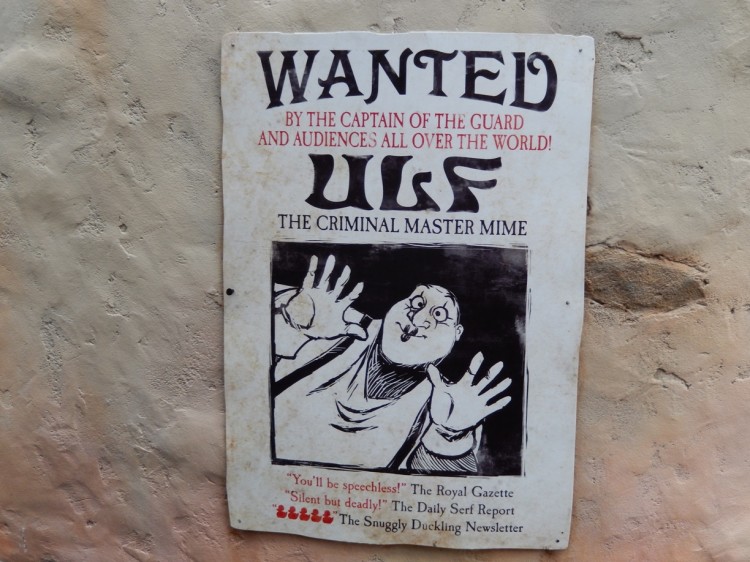 WANTED
BY THE CAPTAIN OF THE GUARD
AND AUDIENCES ALL OVER THE WORLD!
ULF
THE CRIMINAL MASTER MIME
"You'll be speechless!" The Royal Gazette
"Silent but deadly!" The Daily Serf Report
" " The Snuggly Duckling Newsletter